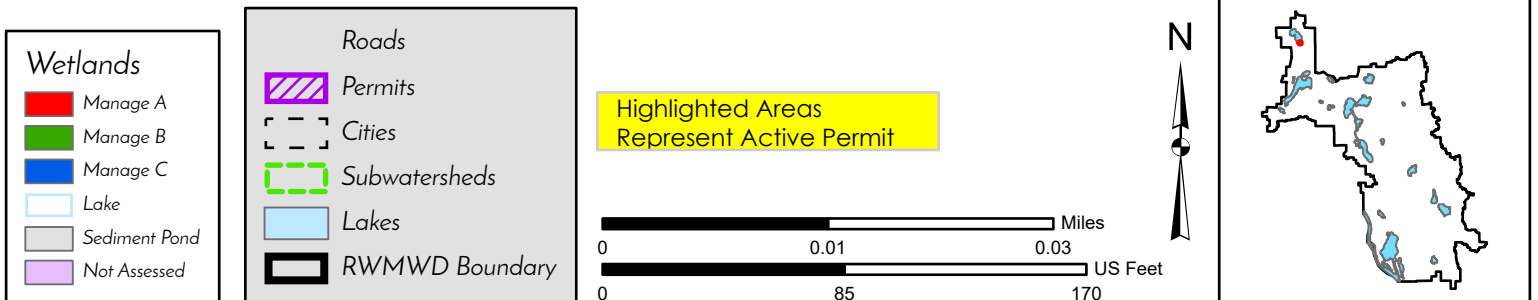 Wetlands
Manage A
Manage B
Manage C
Lake
Sediment Pond
Not Assessed
Roads
Permits
Cities
Subwatersheds
Lakes
RWMWD Boundary
Highlighted Areas
Represent Active Permit
Miles
0 0.01 0.03
US Feet
0 85 170
N